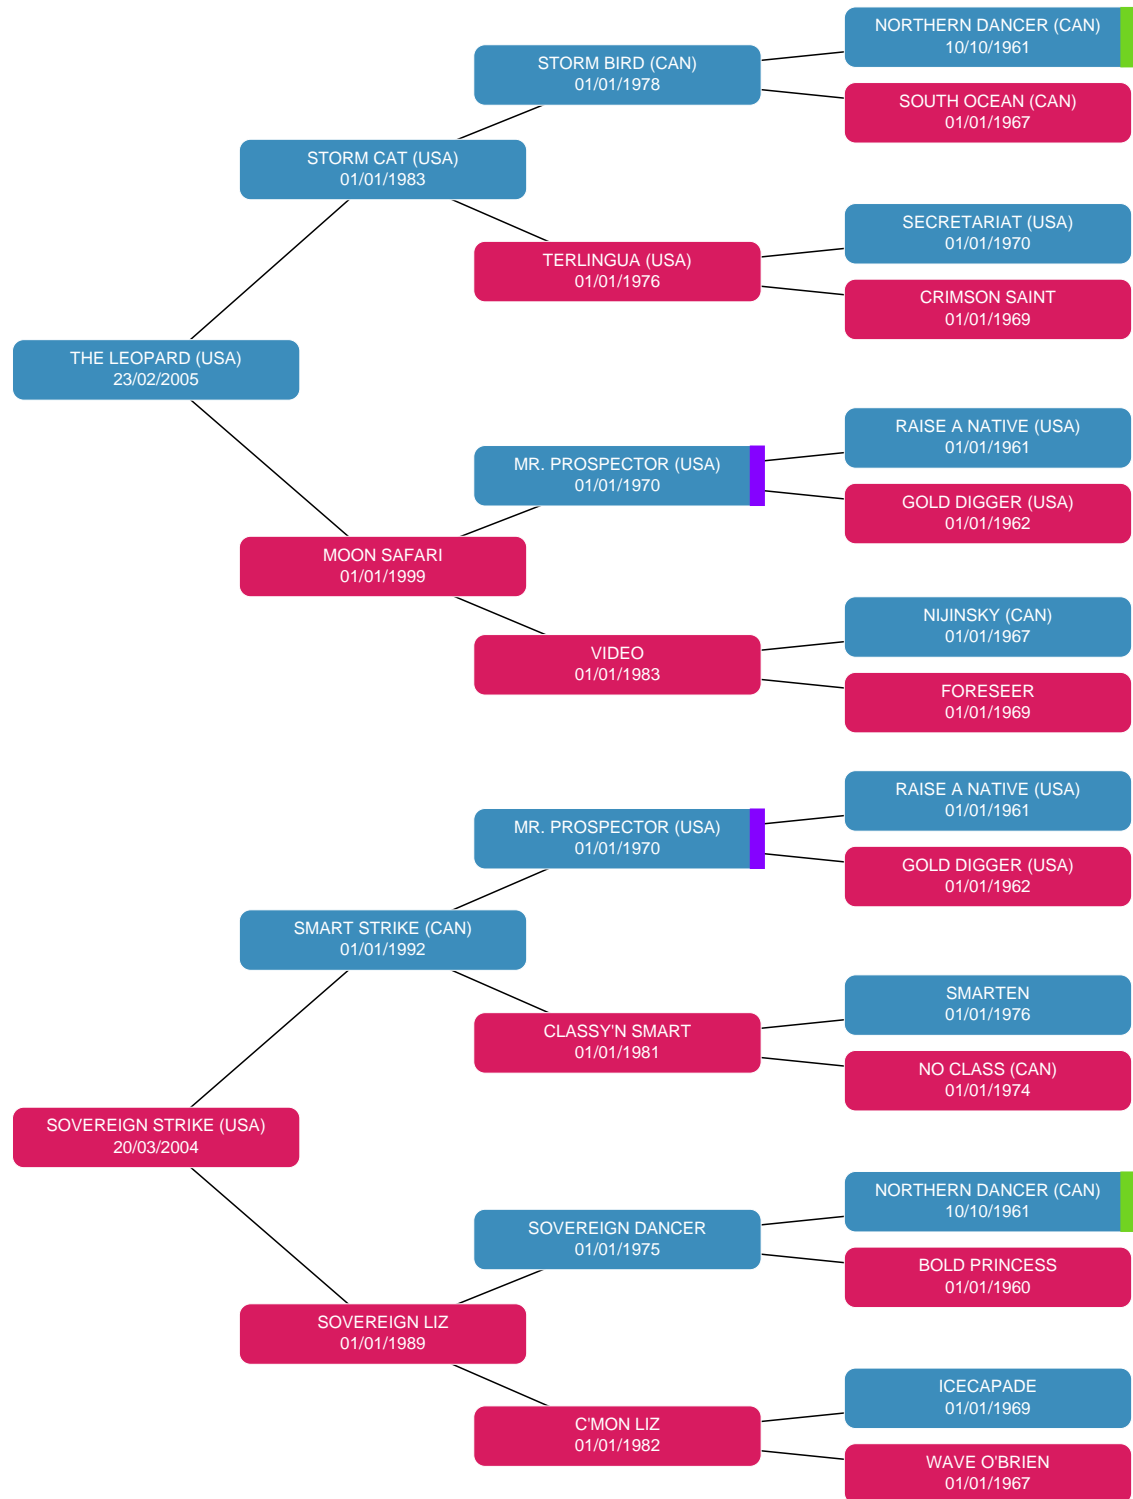 NORTHERN DANCER (CAN)
10/10/1961
STORM BIRD (CAN)
01/01/1978
SOUTH OCEAN (CAN)
01/01/1967
STORM CAT (USA)
01/01/1983
SECRETARIAT (USA)
01/01/1970
TERLINGUA (USA)
01/01/1976
CRIMSON SAINT
01/01/1969
THE LEOPARD (USA)
23/02/2005
RAISE A NATIVE (USA)
01/01/1961
MR. PROSPECTOR (USA)
01/01/1970
GOLD DIGGER (USA)
01/01/1962
MOON SAFARI
01/01/1999
NIJINSKY (CAN)
01/01/1967
VIDEO
01/01/1983
FORESEER
01/01/1969
RAISE A NATIVE (USA)
01/01/1961
MR. PROSPECTOR (USA)
01/01/1970
GOLD DIGGER (USA)
01/01/1962
SMART STRIKE (CAN)
01/01/1992
SMARTEN
01/01/1976
CLASSY'N SMART
01/01/1981
NO CLASS (CAN)
01/01/1974
SOVEREIGN STRIKE (USA)
20/03/2004
NORTHERN DANCER (CAN)
10/10/1961
SOVEREIGN DANCER
01/01/1975
BOLD PRINCESS
01/01/1960
SOVEREIGN LIZ
01/01/1989
ICECAPADE
01/01/1969
C'MON LIZ
01/01/1982
WAVE O'BRIEN
01/01/1967